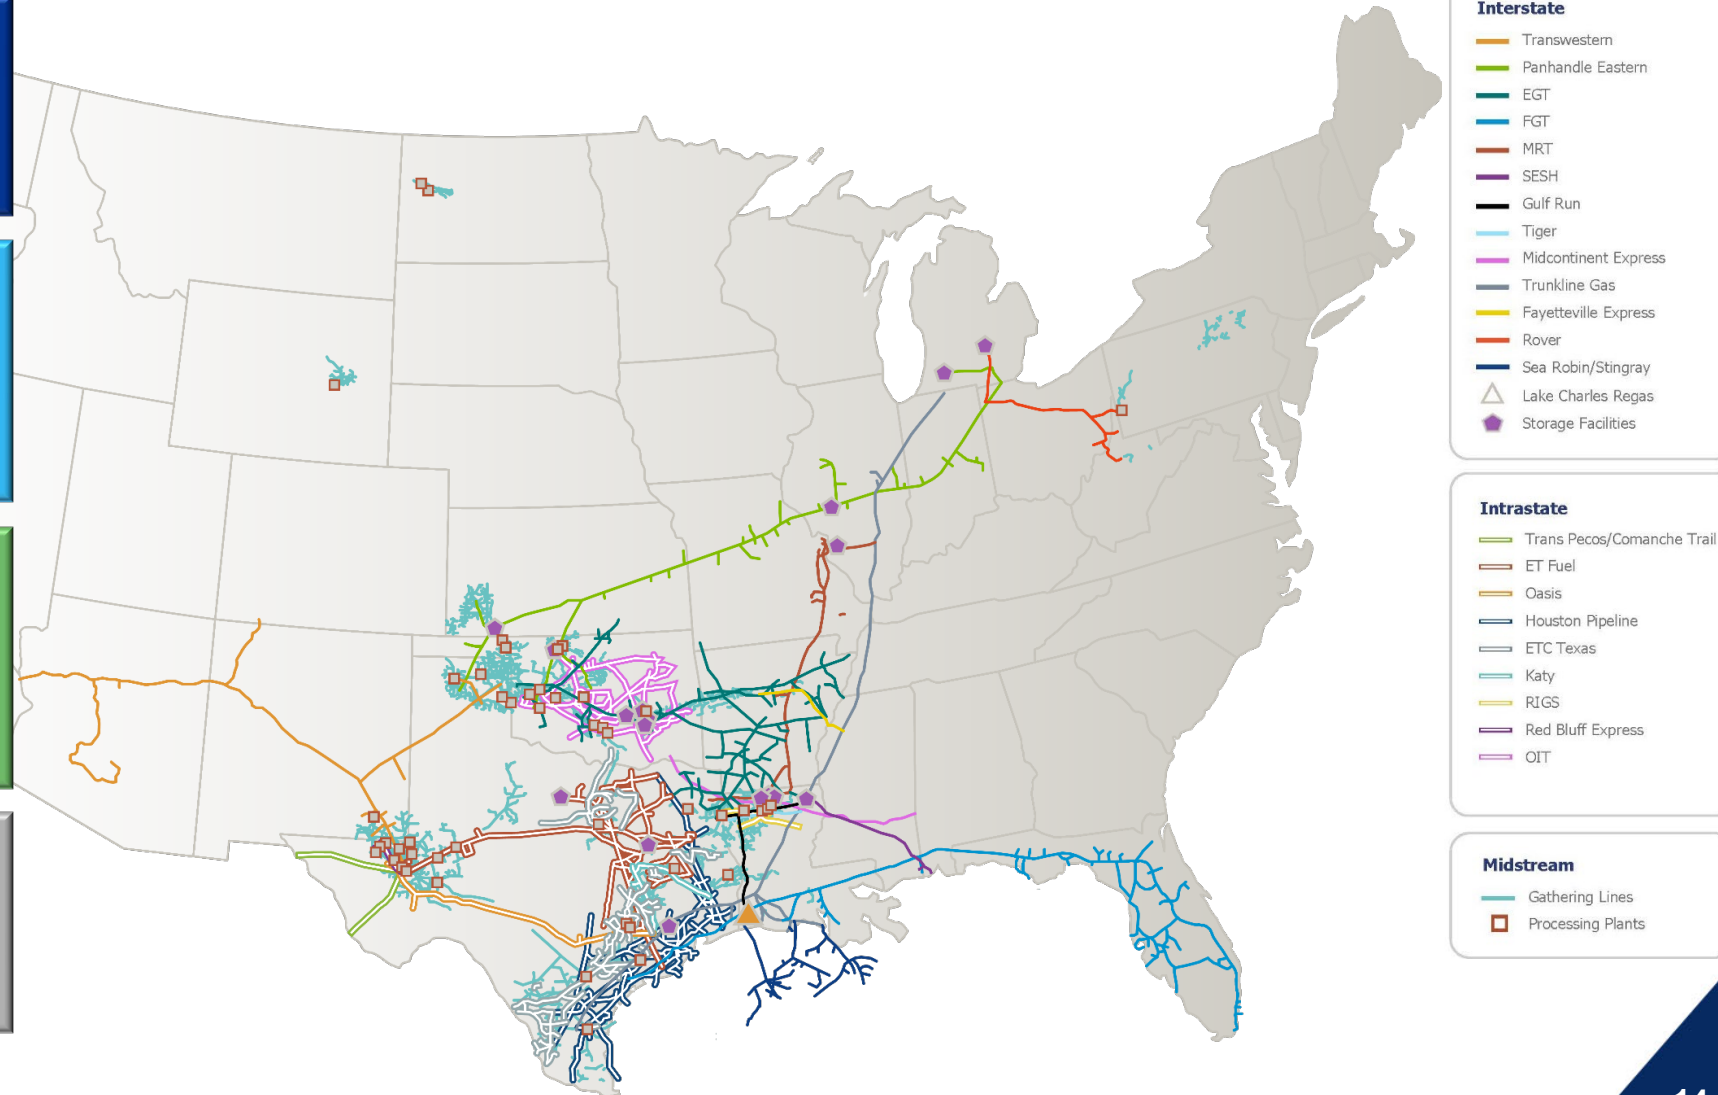 Interstate
Transwestern
Panhandle Eastern
EGT
FGT
MRT
SESH
Gulf Run
Tiger
Midcontinent Express
Trunkline Gas
Fayetteville Express
Rover
Sea Robin/Stingray
Lake Charles Regas
Storage Facilities
Intrastate
Trans Pecos/Comanche Trail
ET Fuel
Oasis
Houston Pipeline
ETC Texas
Katy
RIGS
Red Bluff Express
OIT
Midstream
Gathering Lines
Processing Plants